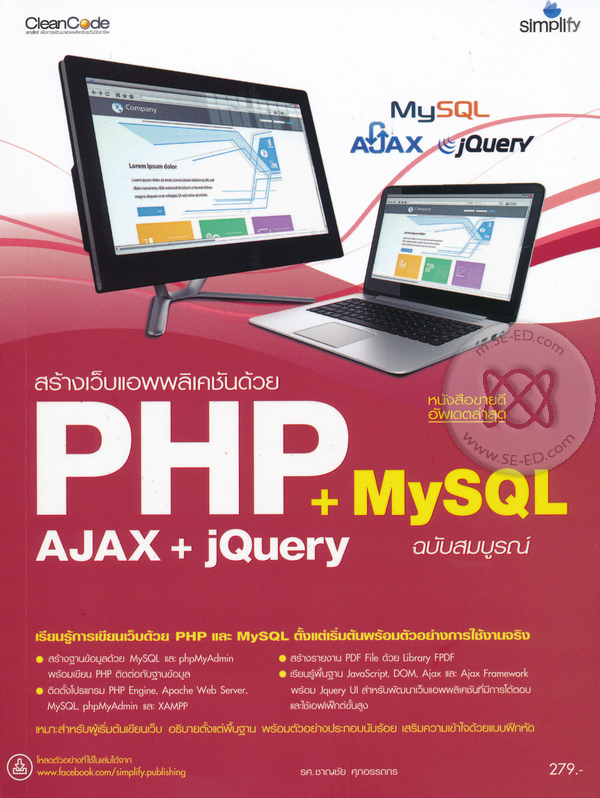 CleanCode
simplify
Company
Lorem ipsum dolor
Company
MySQL
AJAX jQuery
m.SE-ED.com
www.SE-ED.com
สร้างเว็บแอพพลิเคชันด้วย
หนังสือขายดี
อัพเดตล่าสุด
PHP + MySQL
AJAX + jQuery
ฉบับสมบูรณ์
เรียนรู้การเขียนเว็บด้วย PHP และ MySQL ตั้งแต่เริ่มต้นพร้อมตัวอย่างการใช้งานจริง
สร้างฐานข้อมูลด้วย MySQL และ phpMyAdmin
พร้อมเขียน PHP ติดต่อกับฐานข้อมูล
ติดตั้งโปรแกรม PHP Engine, Apache Web Server,
MySQL, phpMyAdmin และ XAMPP
สร้างรายงาน PDF File ด้วย Library FPDF
เรียนรู้พื้นฐาน JavaScript, DOM, Ajax และ Ajax Framework
พร้อม Jquery UI สำหรับพัฒนาเว็บแอพพลิเคชันที่มีการโต้ตอบ
และใช้เอฟเฟ็กต์ขั้นสูง
เหมาะสำหรับผู้เริ่มต้นเขียนเว็บ อธิบายตั้งแต่พื้นฐาน พร้อมตัวอย่างประกอบนับร้อย เสริมความเข้าใจด้วยแบบฝึกหัด
โหลดตัวอย่างที่ใช้ในเล่มได้จาก
www.facebook.com/simplify.publishing
รศ.ชาญชัย ศุภอรรถกร
279.-